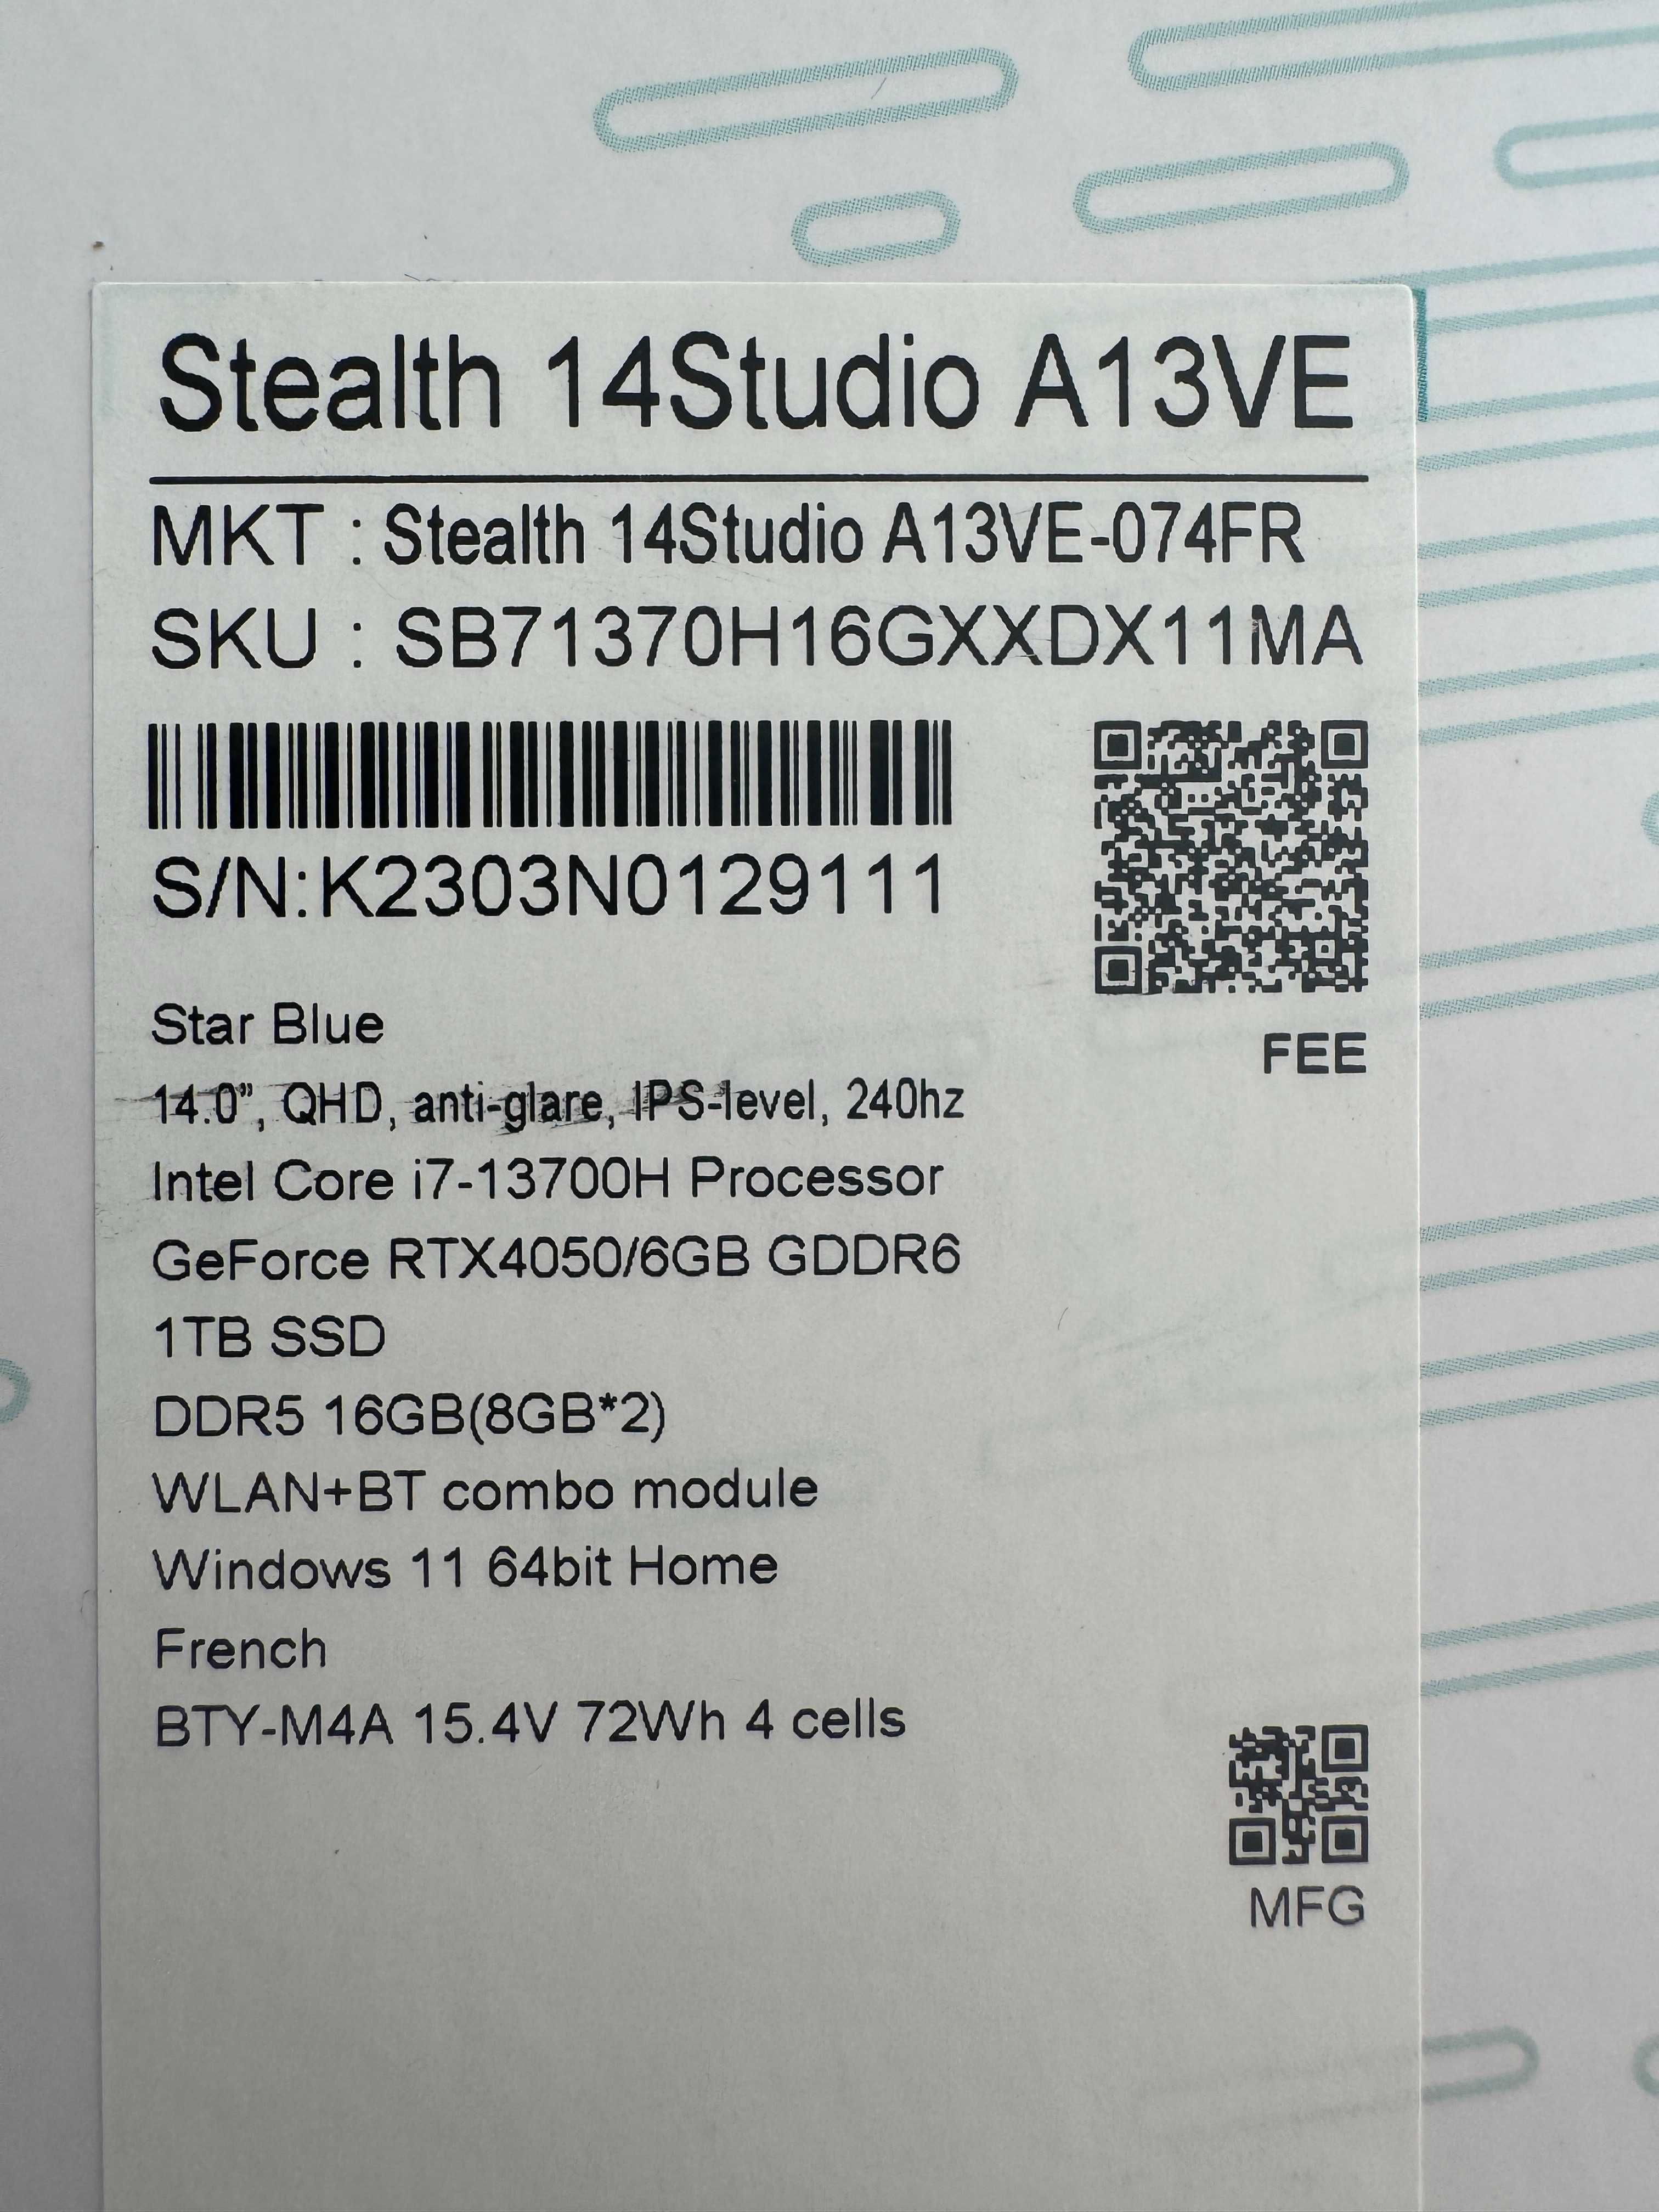 Stealth 14Studio A13VE
MKT : Stealth 14Studio A13VE-074FR
SKU : SB71370H16GXXDX11MA
S/N:K2303N0129111
FEE
Star Blue
14.0”, QHD, anti-glare, IPS-level, 240hz
Intel Core i7-13700H Processor
GeForce RTX4050/6GB GDDR6
1TB SSD
DDR5 16GB(8GB*2)
WLAN+BT combo module
Windows 11 64bit Home
French
BTY-M4A 15.4V 72Wh 4 cells
MFG